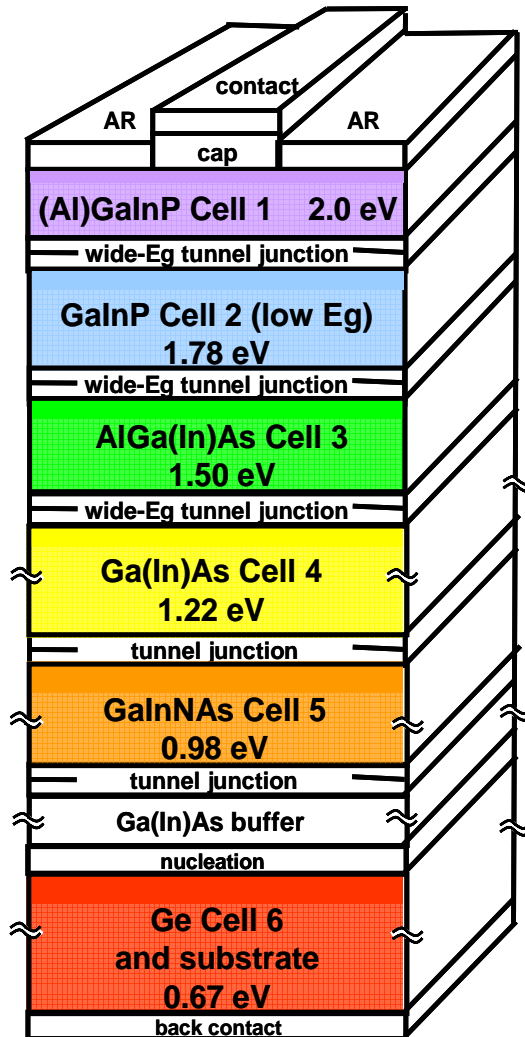 contact
AR
AR
cap
(Al)GaInP Cell 1 2.0 eV
wide-Eg tunnel junction
GaInP Cell 2 (low Eg)
1.78 eV
wide-Eg tunnel junction
AlGa(In)As Cell 3
1.50 eV
wide-Eg tunnel junction
Ga(In)As Cell 4
1.22 eV
tunnel junction
GaInNAs Cell 5
0.98 eV
tunnel junction
Ga(In)As buffer
nucleation
Ge Cell 6
and substrate
0.67 eV
back contact